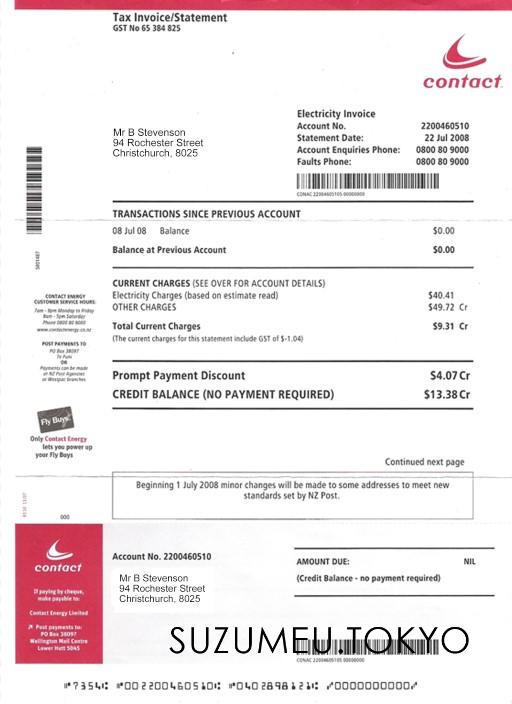 Tax Invoice/Statement
GST No 65 384 825
contact
Mr B Stevenson
94 Rochester Street
Christchurch, 8025
Electricity Invoice
Account No. 2200460510
Statement Date: 22 Jul 2008
Account Enquiries Phone: 0800 80 9000
Faults Phone: 0800 80 9000
TRANSACTIONS SINCE PREVIOUS ACCOUNT
08 Jul 08 Balance $0.00
Balance at Previous Account $0.00
CONTACT ENERGY
CUSTOMER SERVICE HOURS:
7am - 9pm Monday to Friday
8am - 5pm Saturday
Phone 0800 80 9000
www.contactenergy.co.nz
POST PAYMENTS TO
PO Box 38097
Te Puni
OR
Payments can be made
at NZ Post Agencies
or Westpac branches
CURRENT CHARGES (SEE OVER FOR ACCOUNT DETAILS)
Electricity Charges (based on estimate read) $40.41
OTHER CHARGES $49.72 Cr
Total Current Charges $9.31 Cr
(The current charges for this statement include GST of $-1.04)
Prompt Payment Discount $4.07 Cr
CREDIT BALANCE (NO PAYMENT REQUIRED) $13.38 Cr
Fly Buys
Only Contact Energy
lets you power up
your Fly Buys
Continued next page
Beginning 1 July 2008 minor changes will be made to some addresses to meet new
standards set by NZ Post.
000
contact
If paying by cheque,
make payable to:
Contact Energy Limited
Post payments to:
PO Box 38097
Wellington Mail Centre
Lower Hutt 5045
Account No. 2200460510
Mr B Stevenson
94 Rochester Street
Christchurch, 8025
AMOUNT DUE: NIL
(Credit Balance - no payment required)
SUZUMEU.TOKYO